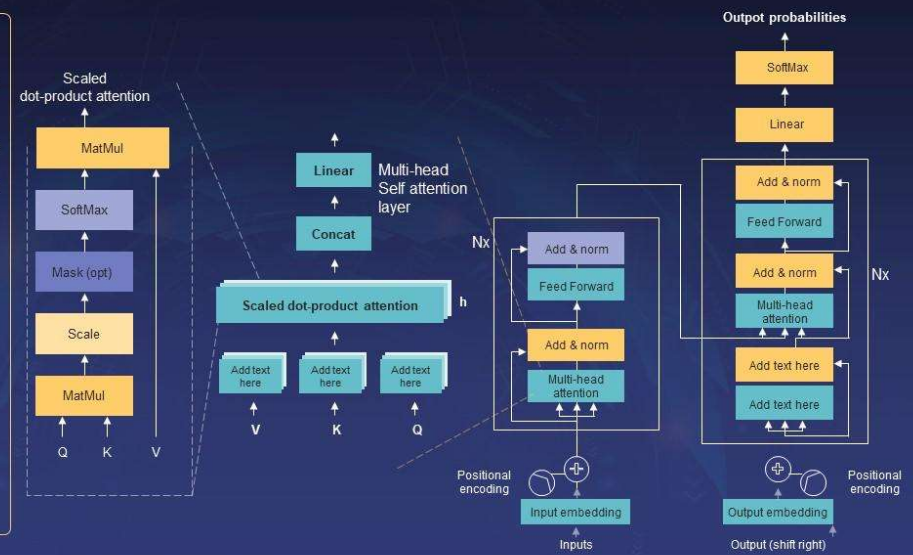 Scaled
dot-product attention
MatMul
SoftMax
Mask (opt)
Scale
MatMul
Q
K
V
Linear
Multi-head
Self attention
layer
Concat
Scaled dot-product attention
h
Add text
here
Add text
here
Add text
here
V
K
Q
Nx
Add & norm
Feed Forward
Add & norm
Multi-head
attention
Positional
encoding
Input embedding
Inputs
Outpot probabilities
SoftMax
Linear
Add & norm
Feed Forward
Add & norm
Nx
Multi-head
attention
Add text here
Add text here
Positional
encoding
Output embedding
Output (shift right)